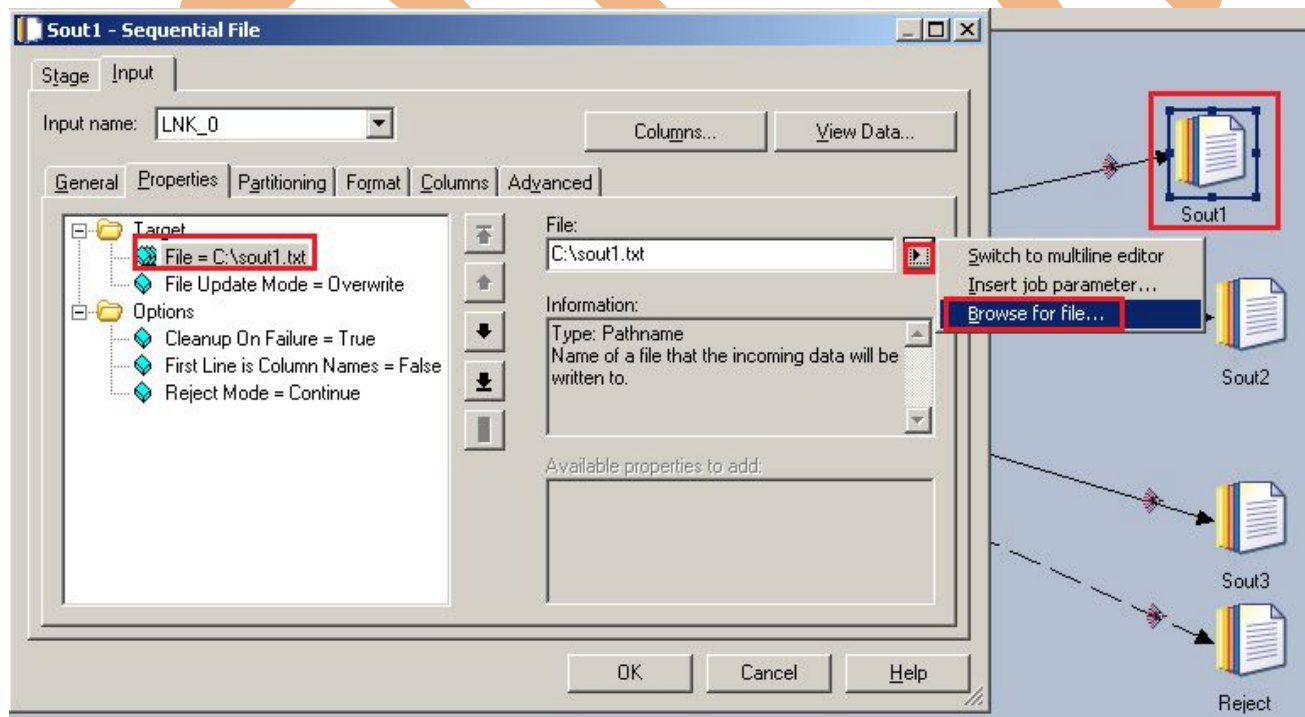 Sout1 - Sequential File
Stage Input
Input name: LNK_0 Columns... View Data...
General Properties Partitioning Format Columns Advanced
Target
File = C:\sout1.txt
File Update Mode = Overwrite
Options
Cleanup On Failure = True
First Line is Column Names = False
Reject Mode = Continue
File:
C:\sout1.txt
Information:
Type: Pathname
Name of a file that the incoming data will be
written to.
Available properties to add:
Switch to multiline editor
Insert job parameter...
Browse for file...
OK Cancel Help
Sout1
Sout2
Sout3
Reject